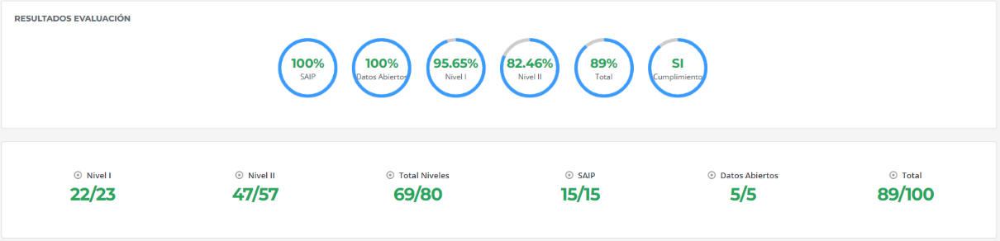 RESULTADOS EVALUACIÓN
100% 100% 95.65% 82.46% 89% SI
SAIP Datos Abiertos Nivel I Nivel II Total Cumplimiento
Nivel I Nivel II Total Niveles SAIP Datos Abiertos Total
22/23 47/57 69/80 15/15 5/5 89/100